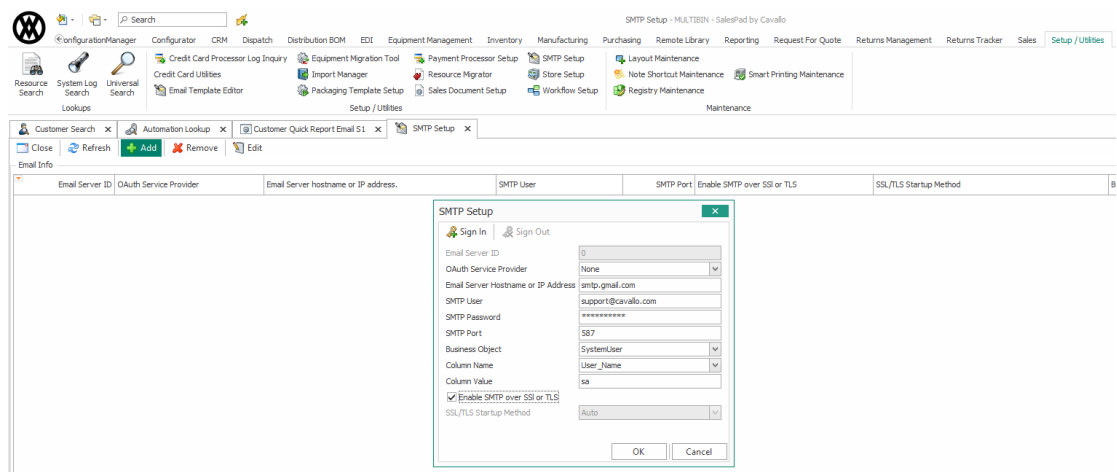 Search
SMTP Setup - MULTIBIN - SalesPad by Cavallo
ConfigurationManager Configurator CRM Dispatch Distribution BOM EDI Equipment Management Inventory Manufacturing Purchasing Remote Library Reporting Request For Quote Returns Management Returns Tracker Sales Setup / Utilities
Resource Search
System Log Search
Universal Search
Lookups
Credit Card Processor Log Inquiry Equipment Migration Tool Payment Processor Setup SMTP Setup
Credit Card Utilities Import Manager Resource Migrator Store Setup
Email Template Editor Packaging Template Setup Sales Document Setup Workflow Setup
Setup / Utilities
Layout Maintenance
Note Shortcut Maintenance Smart Printing Maintenance
Registry Maintenance
Maintenance
Customer Search x Automation Lookup x Customer Quick Report Email S1 x SMTP Setup x
Close Refresh Add Remove Edit
Email Info
Email Server ID OAuth Service Provider Email Server hostname or IP address. SMTP User SMTP Port Enable SMTP over SSl or TLS SSL/TLS Startup Method B
SMTP Setup x
Sign In Sign Out
Email Server ID 0
OAuth Service Provider None
Email Server Hostname or IP Address smtp.gmail.com
SMTP User support@cavallo.com
SMTP Password **********
SMTP Port 587
Business Object SystemUser
Column Name User_Name
Column Value sa
Enable SMTP over SSl or TLS
SSL/TLS Startup Method Auto
OK Cancel